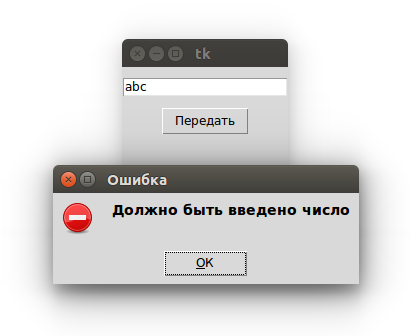 tk
abc
Передать
Ошибка
Должно быть введено число
OK